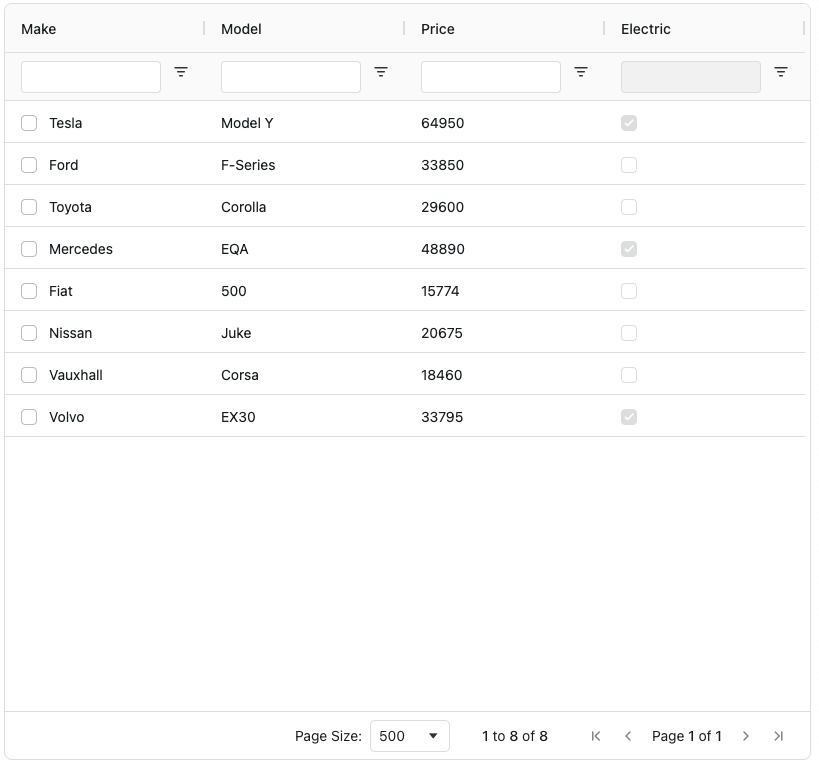 Make Model Price Electric
Tesla Model Y 64950
Ford F-Series 33850
Toyota Corolla 29600
Mercedes EQA 48890
Fiat 500 15774
Nissan Juke 20675
Vauxhall Corsa 18460
Volvo EX30 33795
Page Size: 500 1 to 8 of 8 Page 1 of 1